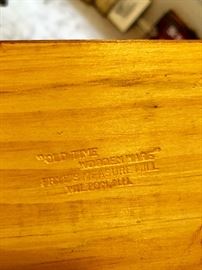 "OLD-TIME
WOODENWARE"
FRYE'S MEASURE MILL
WILTON, N.H.